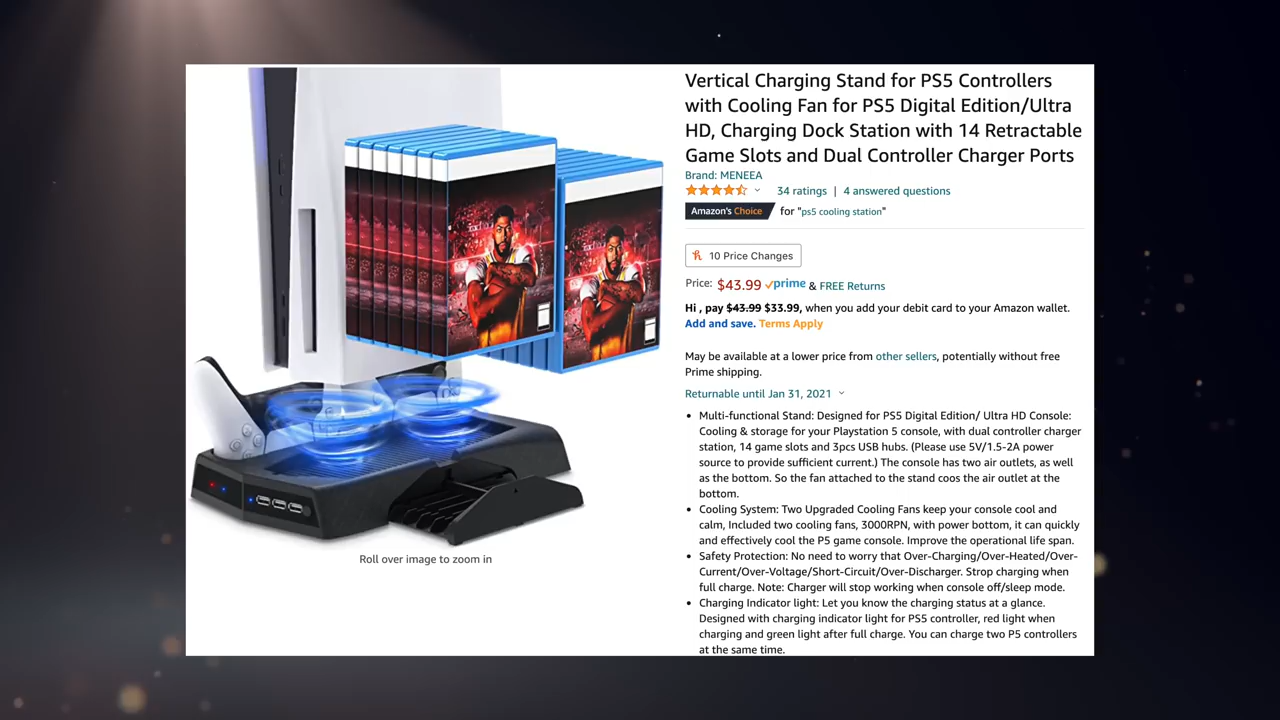 Vertical Charging Stand for PS5 Controllers
with Cooling Fan for PS5 Digital Edition/Ultra
HD, Charging Dock Station with 14 Retractable
Game Slots and Dual Controller Charger Ports
Brand: MENEEA
34 ratings | 4 answered questions
Amazon's Choice for "ps5 cooling station"
10 Price Changes
Price: $43.99 prime & FREE Returns
Hi , pay $43.99 $33.99, when you add your debit card to your Amazon wallet.
Add and save. Terms Apply
May be available at a lower price from other sellers, potentially without free
Prime shipping.
Returnable until Jan 31, 2021
• Multi-functional Stand: Designed for PS5 Digital Edition/ Ultra HD Console:
Cooling & storage for your Playstation 5 console, with dual controller charger
station, 14 game slots and 3pcs USB hubs. (Please use 5V/1.5-2A power
source to provide sufficient current.) The console has two air outlets, as well
as the bottom. So the fan attached to the stand coos the air outlet at the
bottom.
• Cooling System: Two Upgraded Cooling Fans keep your console cool and
calm, Included two cooling fans, 3000RPN, with power bottom, it can quickly
and effectively cool the P5 game console. Improve the operational life span.
• Safety Protection: No need to worry that Over-Charging/Over-Heated/Over-
Current/Over-Voltage/Short-Circuit/Over-Discharger. Strop charging when
full charge. Note: Charger will stop working when console off/sleep mode.
• Charging Indicator light: Let you know the charging status at a glance.
Designed with charging indicator light for PS5 controller, red light when
charging and green light after full charge. You can charge two P5 controllers
at the same time.
Roll over image to zoom in